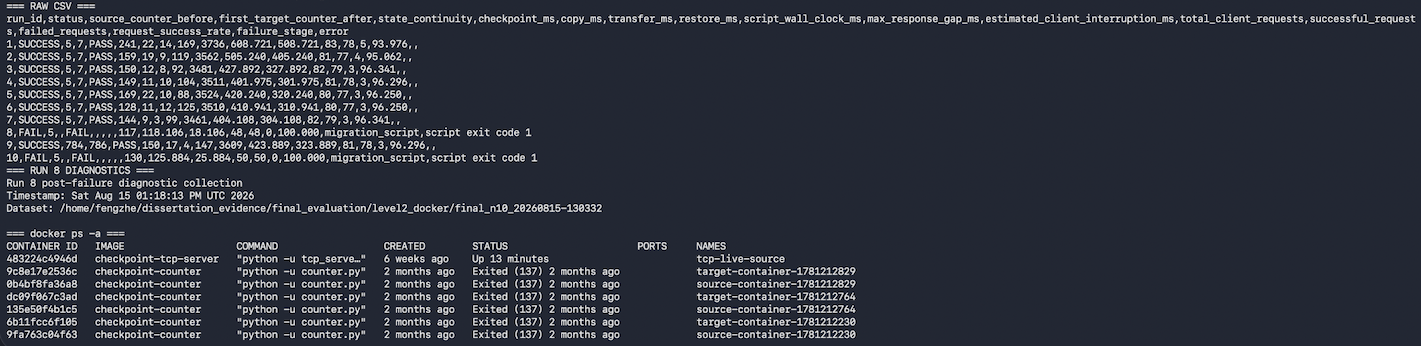 === RAW CSV ===
run_id,status,source_counter_before,first_target_counter_after,state_continuity,checkpoint_ms,copy_ms,transfer_ms,restore_ms,script_wall_clock_ms,max_response_gap_ms,estimated_client_interruption_ms,total_client_requests,successful_request
s,failed_requests,request_success_rate,failure_stage,error
1,SUCCESS,5,7,PASS,241,22,14,169,3736,608.721,508.721,83,78,5,93.976,,
2,SUCCESS,5,7,PASS,159,19,9,119,3562,505.240,405.240,81,77,4,95.062,,
3,SUCCESS,5,7,PASS,150,12,8,92,3481,427.892,327.892,82,79,3,96.341,,
4,SUCCESS,5,7,PASS,149,11,10,104,3511,401.975,301.975,81,78,3,96.296,,
5,SUCCESS,5,7,PASS,169,22,10,88,3524,420.240,320.240,80,77,3,96.250,,
6,SUCCESS,5,7,PASS,128,11,12,125,3510,410.941,310.941,80,77,3,96.250,,
7,SUCCESS,5,7,PASS,144,9,3,99,3461,404.108,304.108,82,79,3,96.341,,
8,FAIL,5,,FAIL,,,,,117,118.106,18.106,48,48,0,100.000,migration_script,script exit code 1
9,SUCCESS,784,786,PASS,150,17,4,147,3609,423.889,323.889,81,78,3,96.296,,
10,FAIL,5,,FAIL,,,,,130,125.884,25.884,50,50,0,100.000,migration_script,script exit code 1
=== RUN 8 DIAGNOSTICS ===
Run 8 post-failure diagnostic collection
Timestamp: Sat Aug 15 01:18:13 PM UTC 2026
Dataset: /home/fengzhe/dissertation_evidence/final_evaluation/level2_docker/final_n10_20260815-130332
=== docker ps -a ===
CONTAINER ID IMAGE COMMAND CREATED STATUS PORTS NAMES
483224c4946d checkpoint-tcp-server "python -u tcp_serve…" 6 weeks ago Up 13 minutes tcp-live-source
9c8e17e2536c checkpoint-counter "python -u counter.py" 2 months ago Exited (137) 2 months ago target-container-1781212829
0b4bf8fa36a8 checkpoint-counter "python -u counter.py" 2 months ago Exited (137) 2 months ago source-container-1781212829
dc09f067c3ad checkpoint-counter "python -u counter.py" 2 months ago Exited (137) 2 months ago target-container-1781212764
135e50f4b1c5 checkpoint-counter "python -u counter.py" 2 months ago Exited (137) 2 months ago source-container-1781212764
6b11fcc6f105 checkpoint-counter "python -u counter.py" 2 months ago Exited (137) 2 months ago target-container-1781212230
9fa763c04f63 checkpoint-counter "python -u counter.py" 2 months ago Exited (137) 2 months ago source-container-1781212230